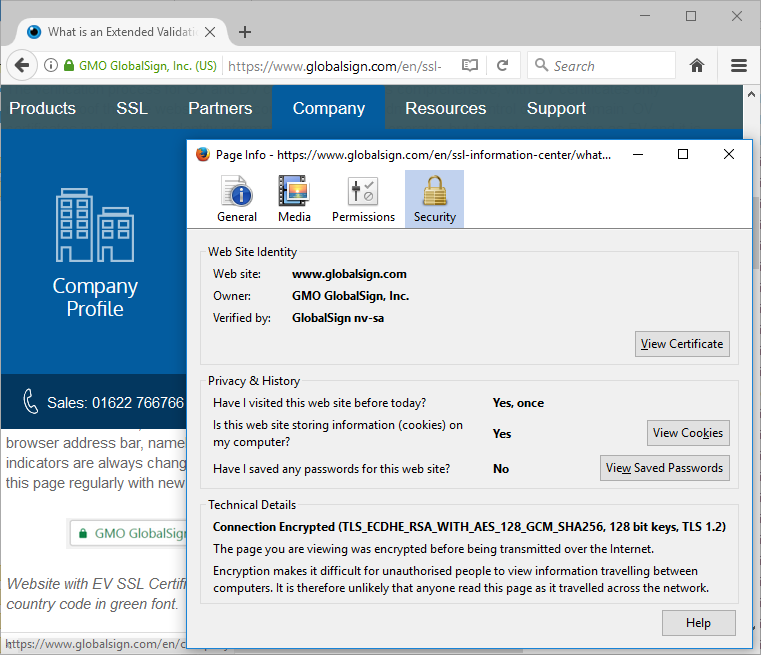 What is an Extended Validati
GMO GlobalSign, Inc. (US)
https://www.globalsign.com/en/ssl-
Search
Products
SSL
Partners
Company
Resources
Support
Company
Profile
Sales: 01622 766766
browser address bar, name
indicators are always chang
this page regularly with new
GMO GlobalSign
Website with EV SSL Certifi
country code in green font.
https://www.globalsign.com/en/c
Page Info - https://www.globalsign.com/en/ssl-information-center/what...
General
Media
Permissions
Security
Web Site Identity
Web site: www.globalsign.com
Owner: GMO GlobalSign, Inc.
Verified by: GlobalSign nv-sa
View Certificate
Privacy & History
Have I visited this web site before today? Yes, once
Is this web site storing information (cookies) on
my computer?
Yes
View Cookies
Have I saved any passwords for this web site? No
View Saved Passwords
Technical Details
Connection Encrypted (TLS_ECDHE_RSA_WITH_AES_128_GCM_SHA256, 128 bit keys, TLS 1.2)
The page you are viewing was encrypted before being transmitted over the Internet.
Encryption makes it difficult for unauthorised people to view information travelling between
computers. It is therefore unlikely that anyone read this page as it travelled across the network.
Help